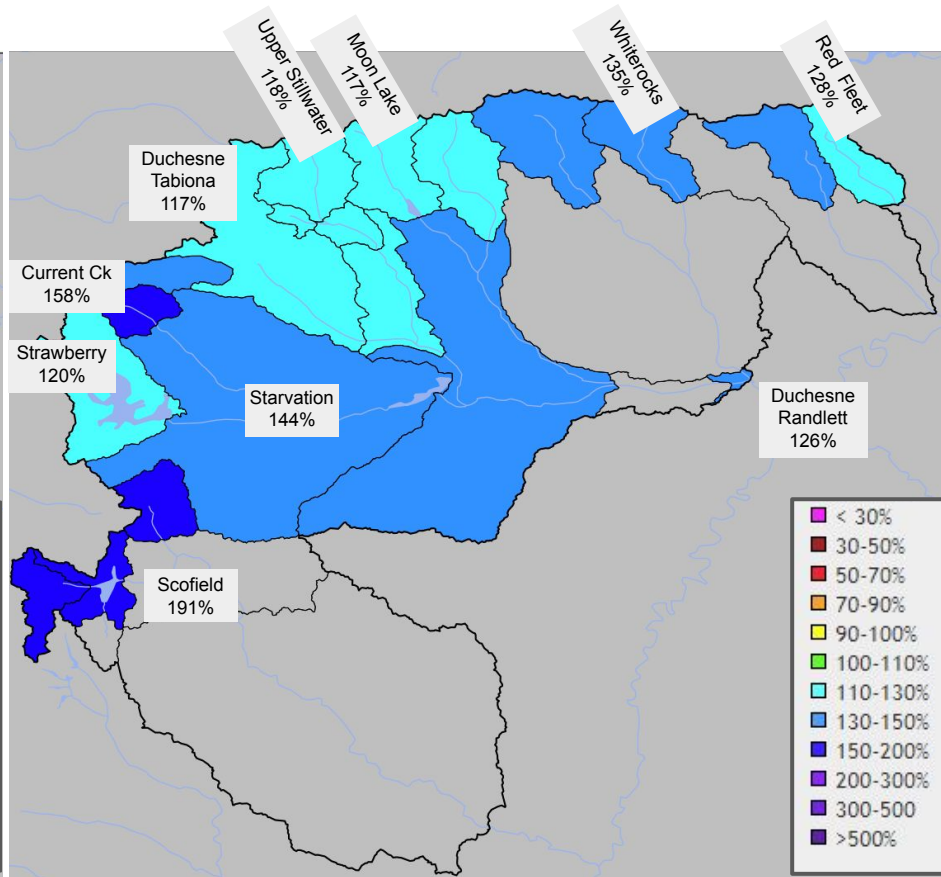 Upper Stillwater
118%
Moon Lake
117%
Whiterocks
135%
Red Fleet
128%
Duchesne
Tabiona
117%
Current Ck
158%
Strawberry
120%
Starvation
144%
Duchesne
Randlett
126%
Scofield
191%
< 30%
30-50%
50-70%
70-90%
90-100%
100-110%
110-130%
130-150%
150-200%
200-300%
300-500
>500%